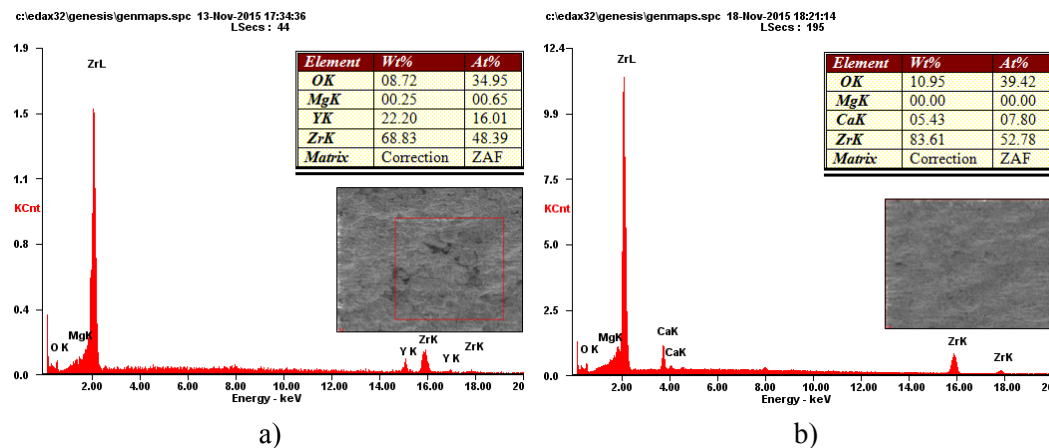 c:\edax32\genesis\genmaps.spc 13-Nov-2015 17:34:36
LSecs : 44
1.9
1.5
1.1
KCnt
0.8
0.4
0.0
ZrL
O K
MgK
Y K
ZrK
Y K
ZrK
2.00 4.00 6.00 8.00 10.00 12.00 14.00 16.00 18.00 20
Energy - keV
Element Wt% At%
OK 08.72 34.95
MgK 00.25 00.65
YK 22.20 16.01
ZrK 68.83 48.39
Matrix Correction ZAF
a)
c:\edax32\genesis\genmaps.spc 18-Nov-2015 18:21:14
LSecs : 195
12.4
9.9
7.5
KCnt
5.0
2.5
0.0
ZrL
O K
MgK
CaK
CaK
ZrK
ZrK
2.00 4.00 6.00 8.00 10.00 12.00 14.00 16.00 18.00 20
Energy - keV
Element Wt% At%
OK 10.95 39.42
MgK 00.00 00.00
CaK 05.43 07.80
ZrK 83.61 52.78
Matrix Correction ZAF
b)